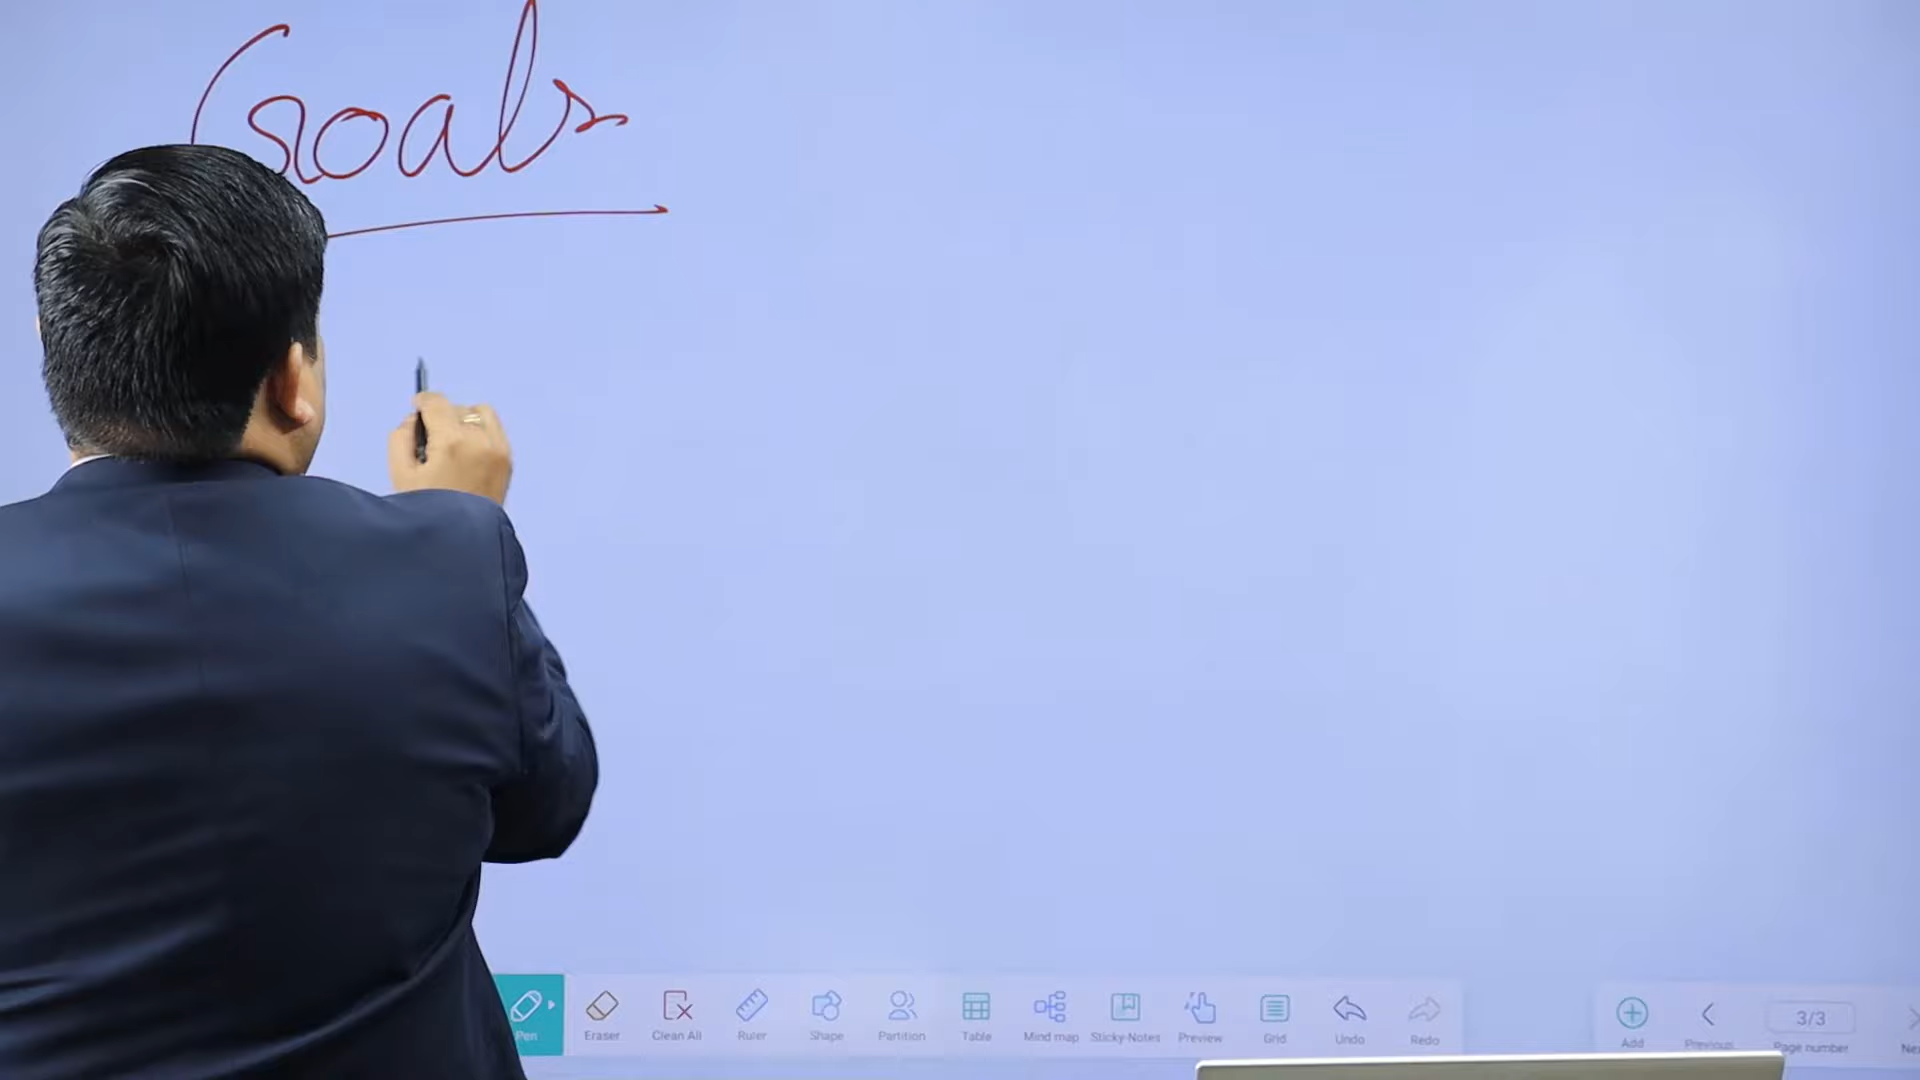 Goals
Pen Eraser Clean All Ruler Shape Partition Table Mind map Sticky-Notes Preview Grid Undo Redo
Add Previous 3/3 Page number